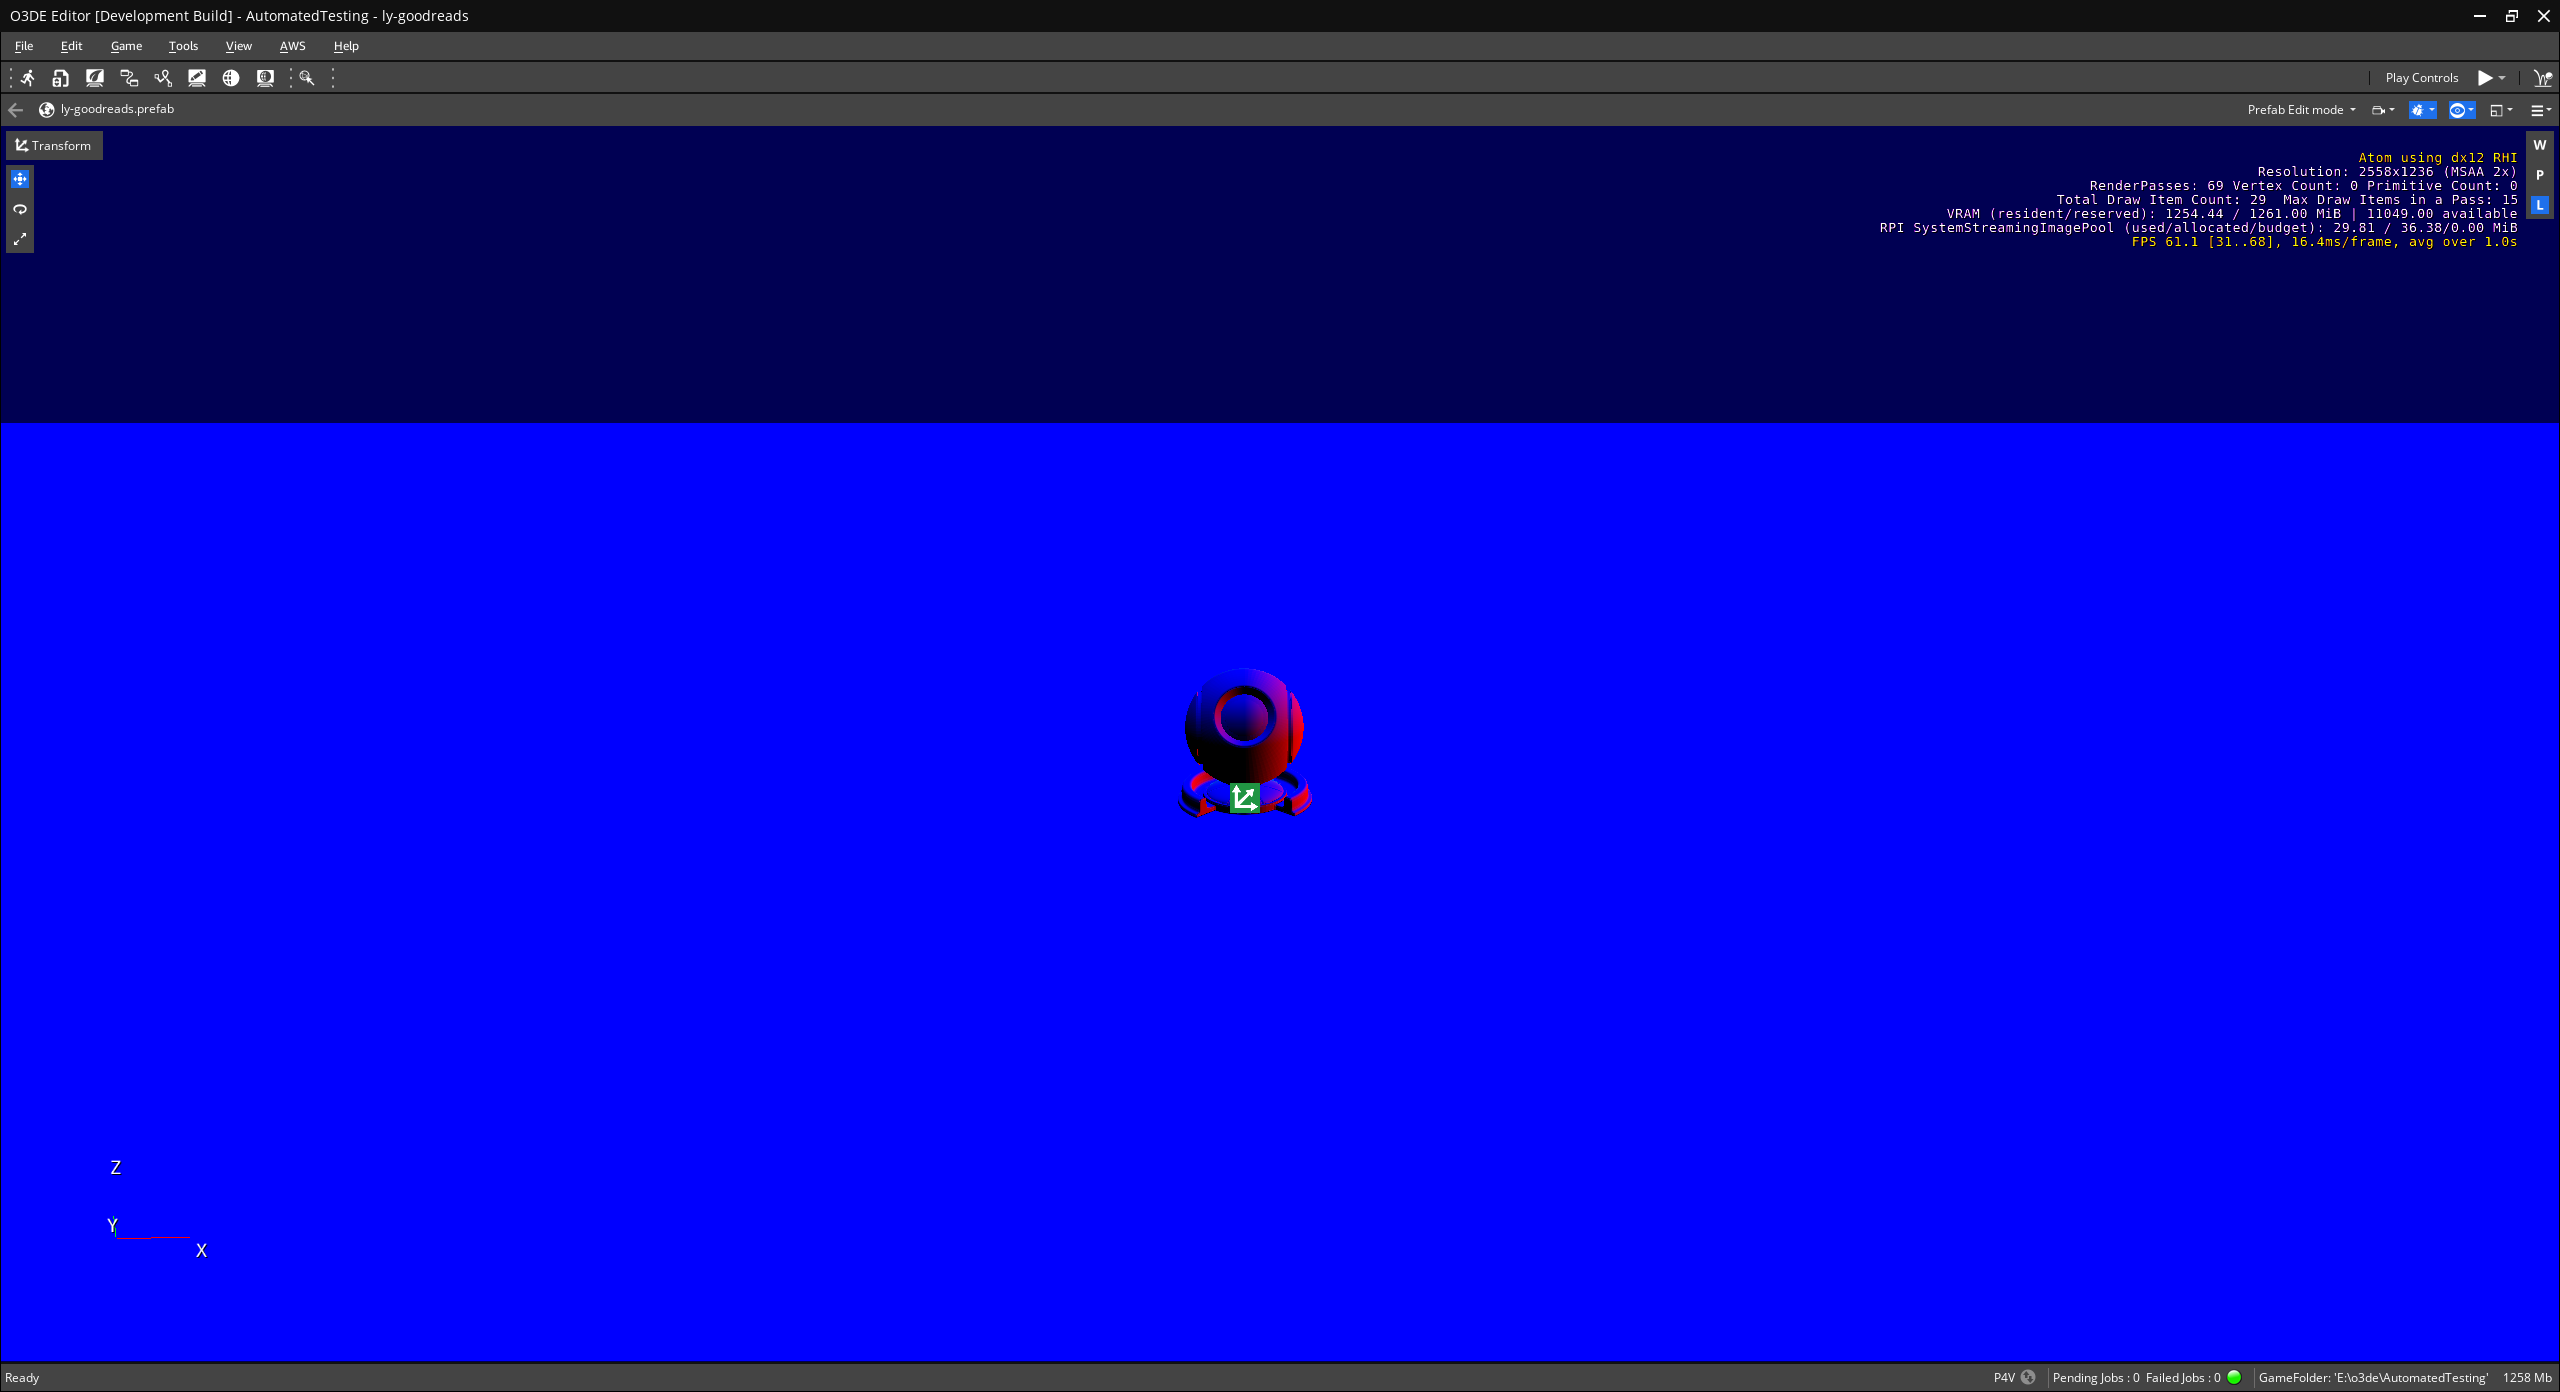 O3DE Editor [Development Build] - AutomatedTesting - ly-goodreads
File Edit Game Tools View AWS Help
Play Controls
ly-goodreads.prefab
Prefab Edit mode
Transform
W
P
L
Atom using dx12 RHI
Resolution: 2558x1236 (MSAA 2x)
RenderPasses: 69 Vertex Count: 0 Primitive Count: 0
Total Draw Item Count: 29 Max Draw Items in a Pass: 15
VRAM (resident/reserved): 1254.44 / 1261.00 MiB | 11049.00 available
RPI SystemStreamingImagePool (used/allocated/budget): 29.81 / 36.38/0.00 MiB
FPS 61.1 [31..68], 16.4ms/frame, avg over 1.0s
Z
Y
X
Ready
P4V
Pending Jobs : 0 Failed Jobs : 0
GameFolder: 'E:\o3de\AutomatedTesting'
1258 Mb